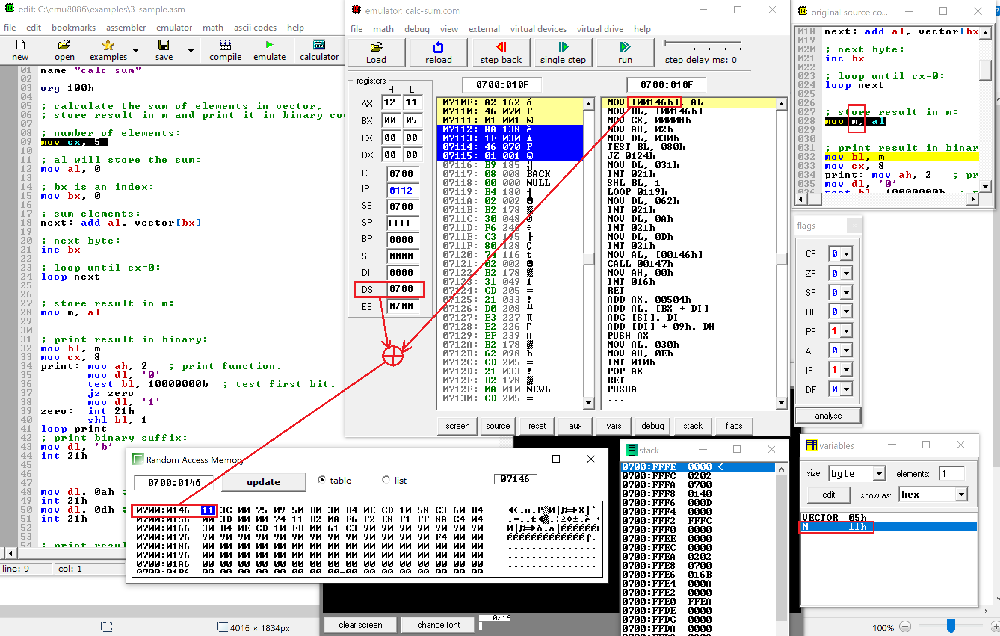 edit: C:\emu8086\examples\3_sample.asm
file edit bookmarks assembler emulator math ascii codes help
new open examples save compile emulate calculator
01 name "calc-sum"
02
03 org 100h
04
05 ; calculate the sum of elements in vector,
06 ; store result in m and print it in binary
07
08 ; number of elements:
09 mov cx, 5
10
11 ; al will store the sum:
12 mov al, 0
13
14 ; bx is an index:
15 mov bx, 0
16
17 ; sum elements:
18 next: add al, vector[bx]
19
20 ; next byte:
21 inc bx
22
23 ; loop until cx=0:
24 loop next
25
26
27 ; store result in m:
28 mov m, al
29
30
31 ; print result in binary:
32 mov bl, m
33 mov cx, 8
34 print: mov ah, 2 ; print function.
35 mov dl, '0'
36 test bl, 10000000b ; test first bit.
37 jz zero
38 mov dl, '1'
39 zero: int 21h
40 shl bl, 1
41 loop print
42 ; print binary suffix:
43 mov dl, 'b'
44 int 21h
45
46
47
48 mov dl, 0ah ;
49 int 21h
50 mov dl, 0dh ;
51 int 21h
52
53
54 ; print
line: 9 col: 1
4016 × 1834px
emulator: calc-sum.com
file math debug view external virtual devices virtual drive help
Load reload step back single step run step delay ms: 0
registers
H L
AX 12 11
BX 00 05
CX 00 00
DX 00 00
CS 0700
IP 0112
SS 0700
SP FFFE
BP 0000
SI 0000
DI 0000
DS 0700
ES 0700
0700:010F
0710F: A2 162 ó
07110: 46 070 F
07111: 01 001 ☺
07112: 8A 138 è
07113: 1E 030 ▲
07114: 46 070 F
07115: 01 001 ☺
07116: B9 185 ╣
07117: 08 008 BACK
07118: 00 000 NULL
07119: B4 180 ┤
0711A: 02 002 ☻
0711B: B2 178 ▒
0711C: 30 048 0
0711D: F6 246 ÷
0711E: C3 195 ├
0711F: 80 128 Ç
07120: 74 116 t
07121: 02 002 ☻
07122: B2 178 ▒
07123: 31 049 1
07124: CD 205 =
07125: 21 033 !
07126: D0 208 ╨
07127: E3 227 π
07128: E2 226 Γ
07129: EF 239 ∩
0712A: B2 178 ▒
0712B: 62 098 b
0712C: CD 205 =
0712D: 21 033 !
0712E: B2 178 ▒
0712F: 0A 010 NEWL
07130: CD 205 =
0700:010F
MOV [00146h], AL
MOV BL, [00146h]
MOV CX, 00008h
MOV AH, 02h
MOV DL, 030h
TEST BL, 080h
JZ 0124h
MOV DL, 031h
INT 021h
SHL BL, 1
LOOP 0119h
MOV DL, 062h
INT 021h
MOV DL, 0Ah
INT 021h
MOV DL, 0Dh
INT 021h
MOV AL, [00146h]
CALL 00147h
MOV AH, 00h
INT 016h
RET
ADD AX, 00504h
ADD AL, [BX + DI]
ADC [SI], DI
ADD [DI] + 09h, DH
PUSH AX
MOV AL, 030h
MOV AH, 0Eh
INT 010h
POP AX
RET
PUSHA
...
screen source reset aux vars debug stack flags
original source co...
018 next: add al, vector[bx
019
020 ; next byte:
021 inc bx
022
023 ; loop until cx=0:
024 loop next
025
026
027 ; store result in m:
028 mov m, al
029
030
031 ; print result in binar
032 mov bl, m
033 mov cx, 8
034 print: mov ah, 2 ; pr
035 mov dl, '0'
036 test bl, 10000000b ; t
flags
CF 0
ZF 0
SF 0
OF 0
PF 1
AF 0
IF 1
DF 0
analyse
Random Access Memory
0700:0146 update table list 07146
0700:0146 11 3C 00 75 09 50 B0 30-B4 0E CD 10 58 C3 60 B4
0700:0156 00 3D 00 00 74 11 B2 0A-F6 F2 E8 F1 FF 8A C4 04
0700:0166 30 B4 0E CD 10 EB 00 61-C3 90 90 90 90 90 90 90
0700:0176 90 90 90 90 90 90 90 90-90 90 90 90 90 F4 00 00
0700:0186 00 00 00 00 00 00 00 00-00 00 00 00 00 00 00 00
0700:0196 00 00 00 00 00 00 00 00-00 00 00 00 00 00 00 00
0700:01A6 00 00 00 00 00 00 00 00-00 00 00 00 00 00 00 00
0700:01B6 00 00 00 00 00 00 00 00-00 00 00 00 00 00 00 00
clear screen change font 0/16
stack
0700:FFFE 0000 <
0700:FFFC 0202
0700:FFFA 0700
0700:FFF8 0140
0700:FFF6 000D
0700:FFF4 0000
0700:FFF2 FFFC
0700:FFF0 0000
0700:FFEE 0000
0700:FFEC 0000
0700:FFEA 0202
0700:FFE8 0700
0700:FFE6 016B
0700:FFE4 000A
0700:FFE2 0000
0700:FFE0 FFEA
0700:FFDE 0000
0700:FFDC 0000
0700:FFDA 0000
variables
size: byte elements: 1
edit show as: hex
VECTOR 05h
M 11h
100%